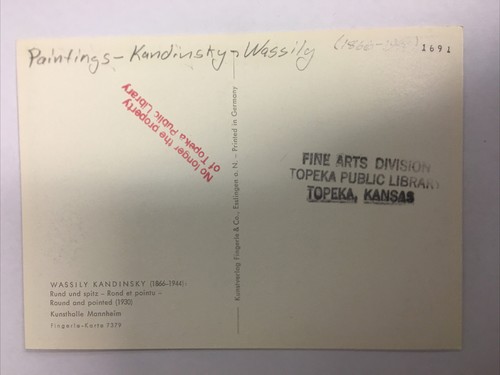 Paintings - Kandinsky - Wassily (1866-1944) 1691
No longer the property
of Topeka Public Library
FINE ARTS DIVISION
TOPEKA PUBLIC LIBRARY
TOPEKA, KANSAS
Kunstverlag Fingerle & Co., Esslingen a. N. – Printed in Germany
WASSILY KANDINSKY (1866–1944):
Rund und spitz – Rond et pointu –
Round and pointed (1930)
Kunsthalle Mannheim
Fingerle-Karte 7379